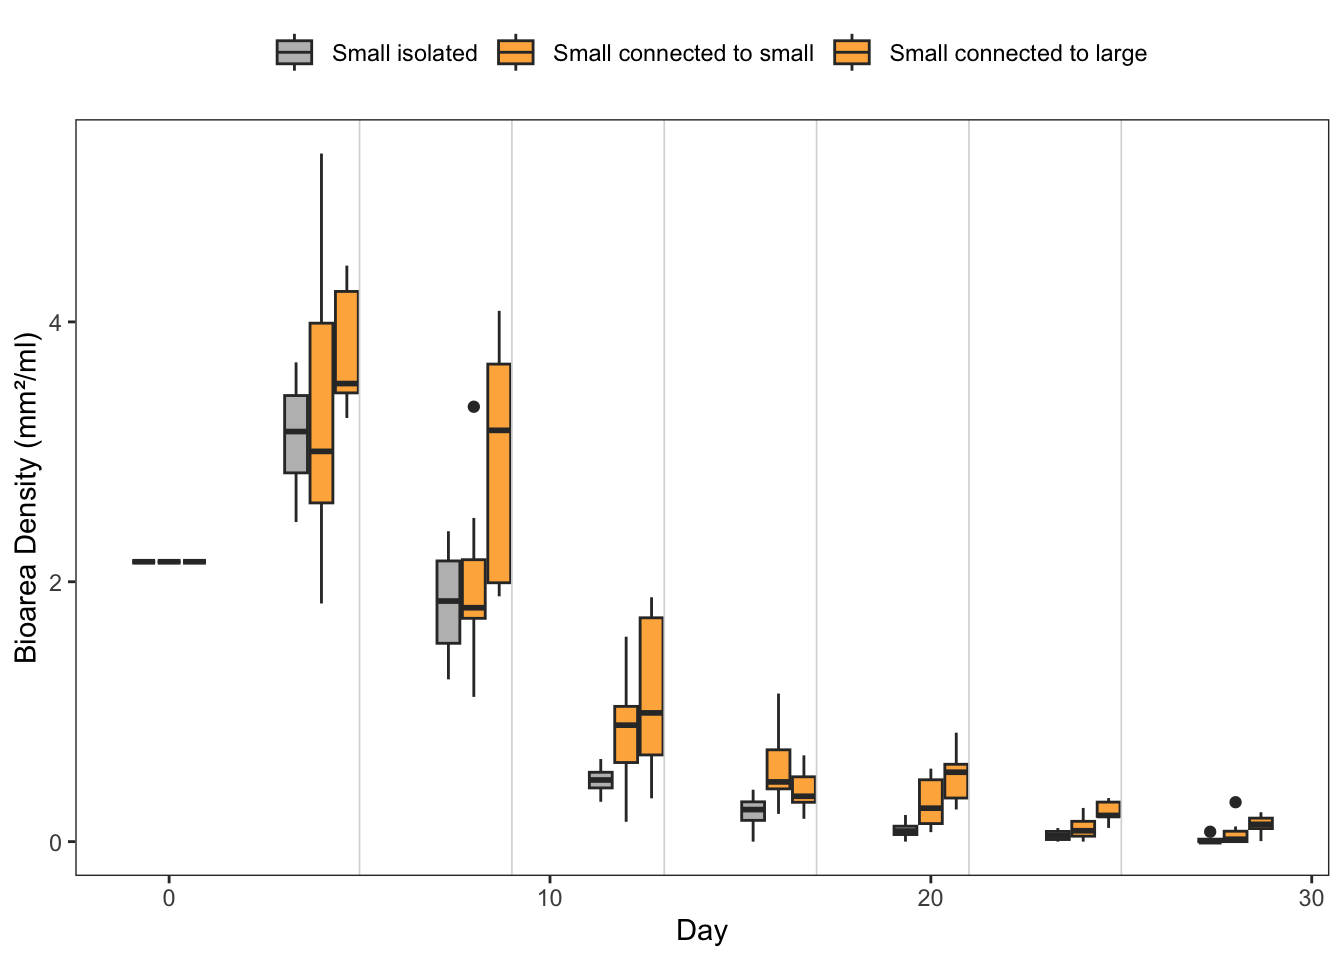 Small isolated Small connected to small Small connected to large
Bioarea Density (mm²/ml)
4
2
0
0 10 20 30
Day